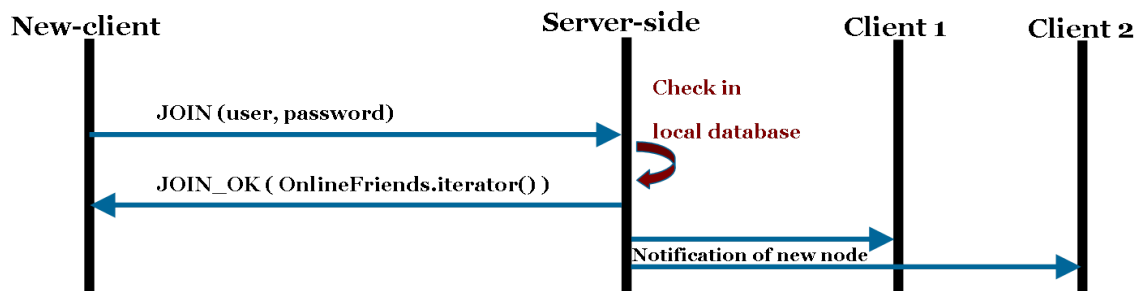 New-client
Server-side
Client 1
Client 2
Check in
JOIN (user, password)
local database
JOIN_OK ( OnlineFriends.iterator() )
Notification of new node